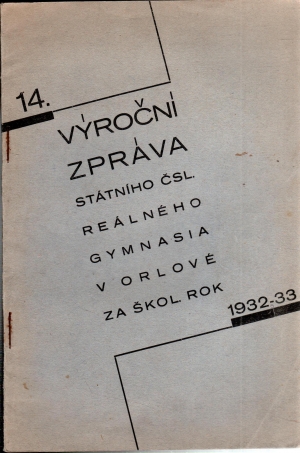 14.
VÝROČNÍ
ZPRÁVA
STÁTNÍHO ČSL.
REÁLNÉHO
GYMNASIA
V ORLOVÉ
ZA ŠKOL. ROK
1932-33